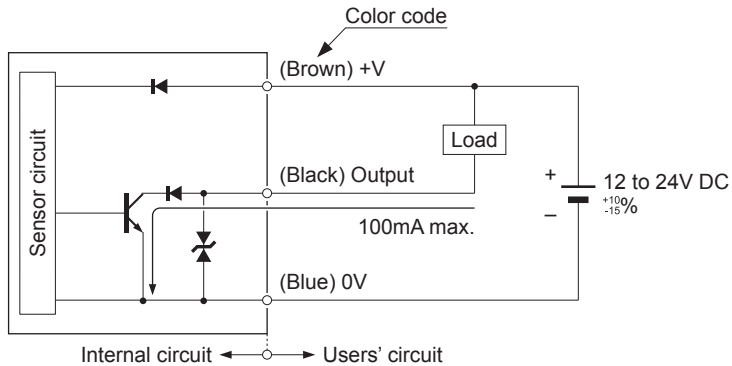 Color code
(Brown) +V
Load
Sensor circuit
(Black) Output
+
12 to 24V DC
+10
-15%
100mA max.
–
(Blue) 0V
Internal circuit
Users' circuit